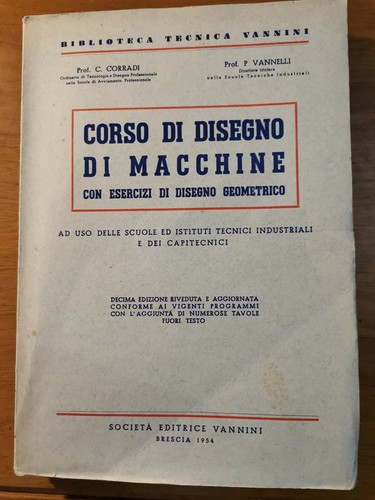 BIBLIOTECA TECNICA VANNINI
Prof. C. CORRADI
Ordinario di Tecnologia e Disegno Professionale
nelle Scuole di Avviamento Professionale
Prof. P. VANNELLI
Direttore titolare
nelle Scuole Tecniche Industriali
CORSO DI DISEGNO
DI MACCHINE
CON ESERCIZI DI DISEGNO GEOMETRICO
AD USO DELLE SCUOLE ED ISTITUTI TECNICI INDUSTRIALI
E DEI CAPITECNICI
DECIMA EDIZIONE RIVEDUTA E AGGIORNATA
CONFORME AI VIGENTI PROGRAMMI
CON L'AGGIUNTA DI NUMEROSE TAVOLE
FUORI TESTO
SOCIETÀ EDITRICE VANNINI
BRESCIA 1954